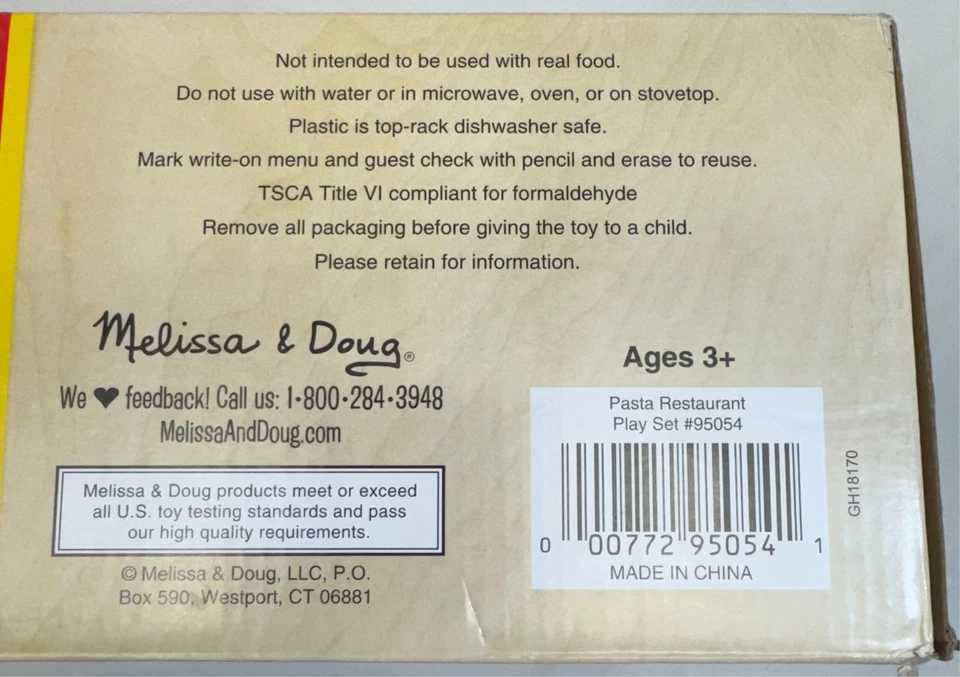 Not intended to be used with real food.
Do not use with water or in microwave, oven, or on stovetop.
Plastic is top-rack dishwasher safe.
Mark write-on menu and guest check with pencil and erase to reuse.
TSCA Title VI compliant for formaldehyde
Remove all packaging before giving the toy to a child.
Please retain for information.
Melissa & Doug®
We ♥ feedback! Call us: 1·800·284·3948
MelissaAndDoug.com
Melissa & Doug products meet or exceed
all U.S. toy testing standards and pass
our high quality requirements.
© Melissa & Doug, LLC, P.O.
Box 590, Westport, CT 06881
Ages 3+
Pasta Restaurant
Play Set #95054
0 00772 95054 1
MADE IN CHINA
GH18170